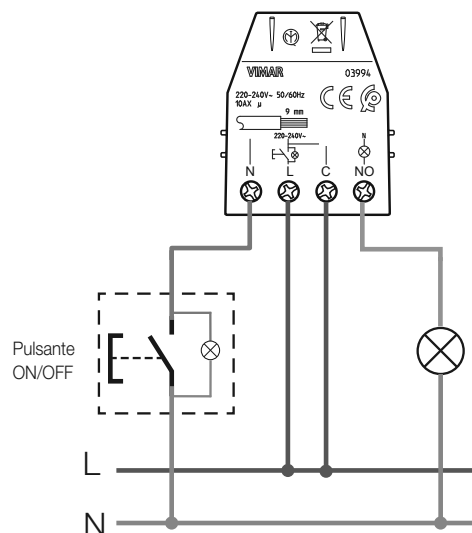 VIMAR 03994
220-240V~ 50/60Hz
10AX µ
9 mm
220-240V~
N
N L C NO
Pulsante
ON/OFF
L
N